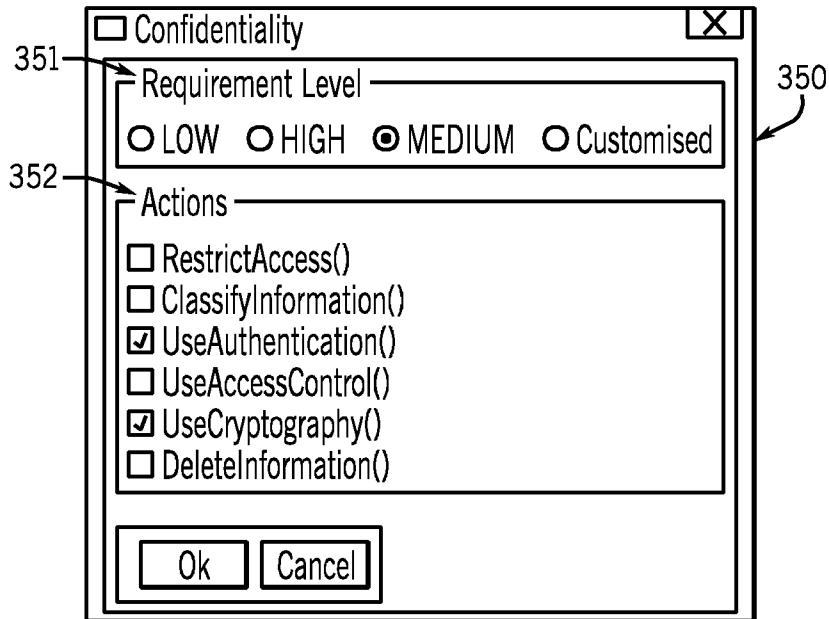 Confidentiality X
351
Requirement Level
350
LOW HIGH MEDIUM Customised
352
Actions
RestrictAccess()
ClassifyInformation()
UseAuthentication()
UseAccessControl()
UseCryptography()
DeleteInformation()
Ok Cancel